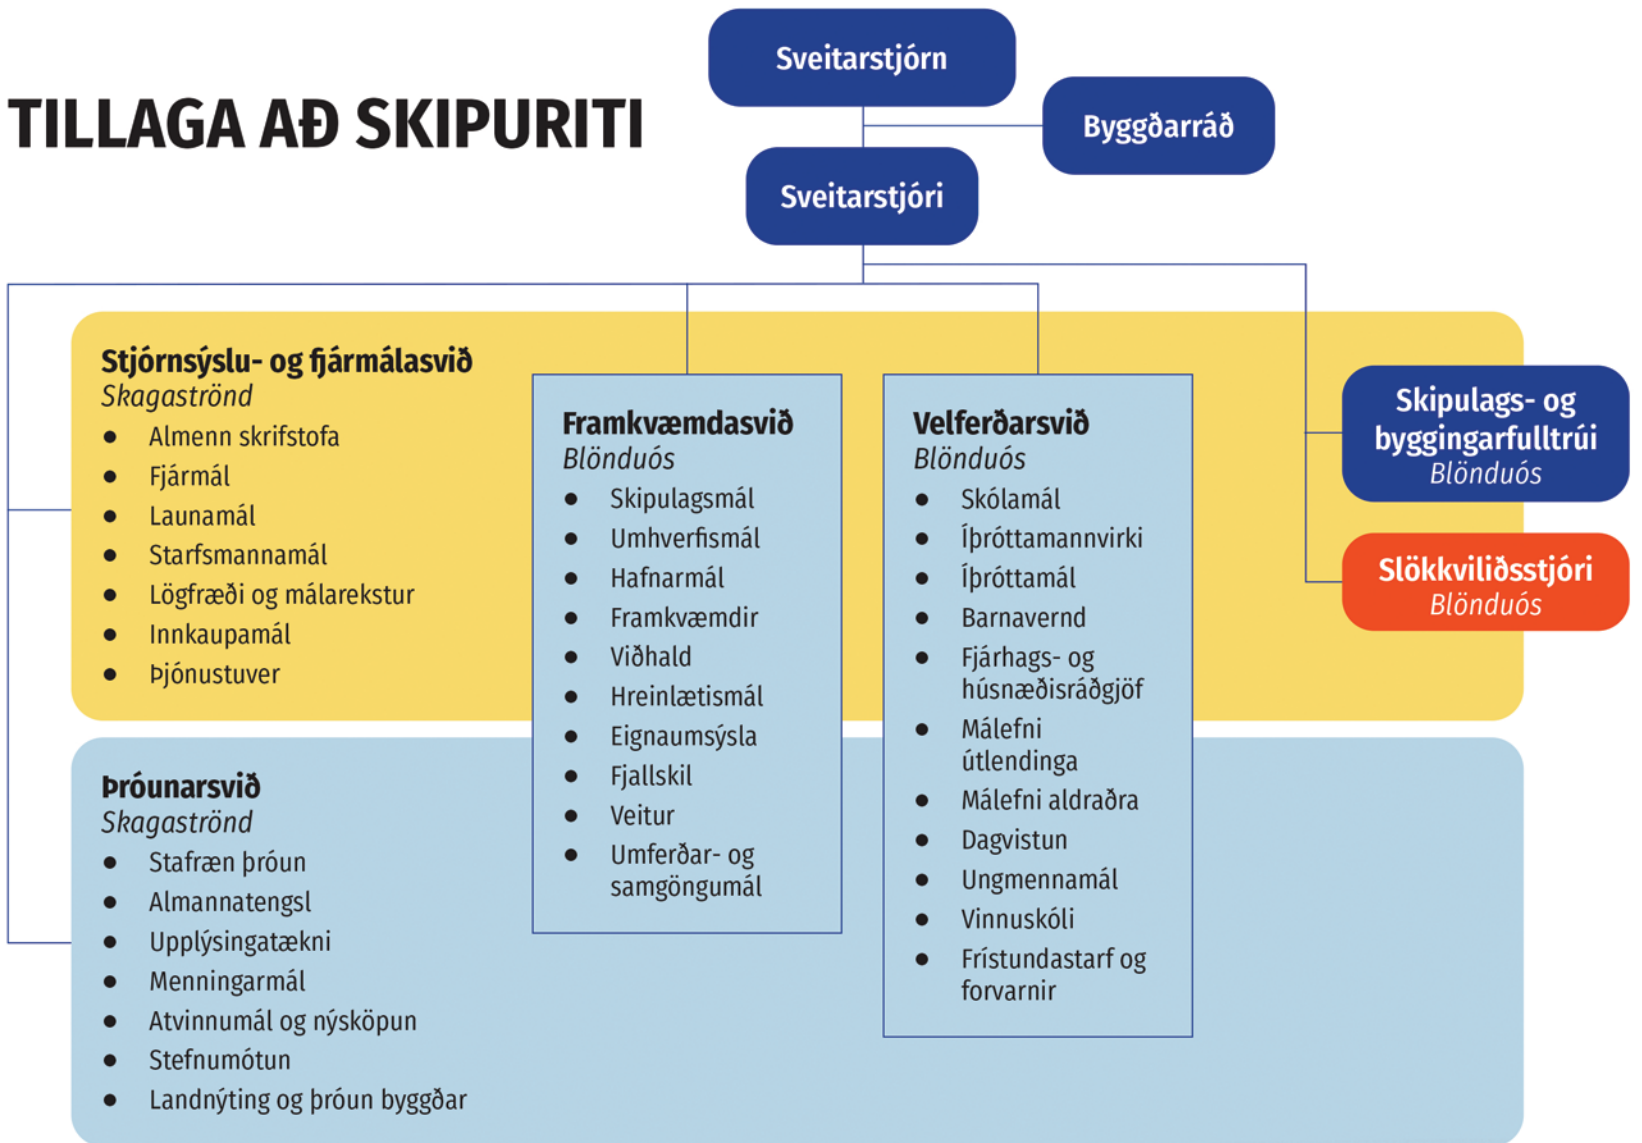 Sveitarstjórn
TILLAGA AÐ SKIPURITI
Byggðarráð
Sveitarstjóri
Stjórnsýslu- og fjármálasvið
Skagaströnd
● Almenn skrifstofa
● Fjármál
● Launamál
● Starfsmannamál
● Lögfræði og málarekstur
● Innkaupamál
● Þjónustuver
Framkvæmdasvið
Blönduós
● Skipulagsmál
● Umhverfismál
● Hafnarmál
● Framkvæmdir
● Viðhald
● Hreinlætismál
● Eignaumsýsla
● Fjallskil
● Veitur
● Umferðar- og
samgöngumál
Velferðarsvið
Blönduós
● Skólamál
● Íþróttamannvirki
● Íþróttamál
● Barnavernd
● Fjárhags- og
húsnæðisráðgjöf
● Málefni
útlendinga
● Málefni aldraðra
● Dagvistun
● Ungmennamál
● Vinnuskóli
● Frístundastarf og
forvarnir
Skipulags- og
byggingarfulltrúi
Blönduós
Slökkviliðsstjóri
Blönduós
Þróunarsvið
Skagaströnd
● Stafræn þróun
● Almannatengsl
● Upplýsingatækni
● Menningarmál
● Atvinnumál og nýsköpun
● Stefnumótun
● Landnýting og þróun byggðar